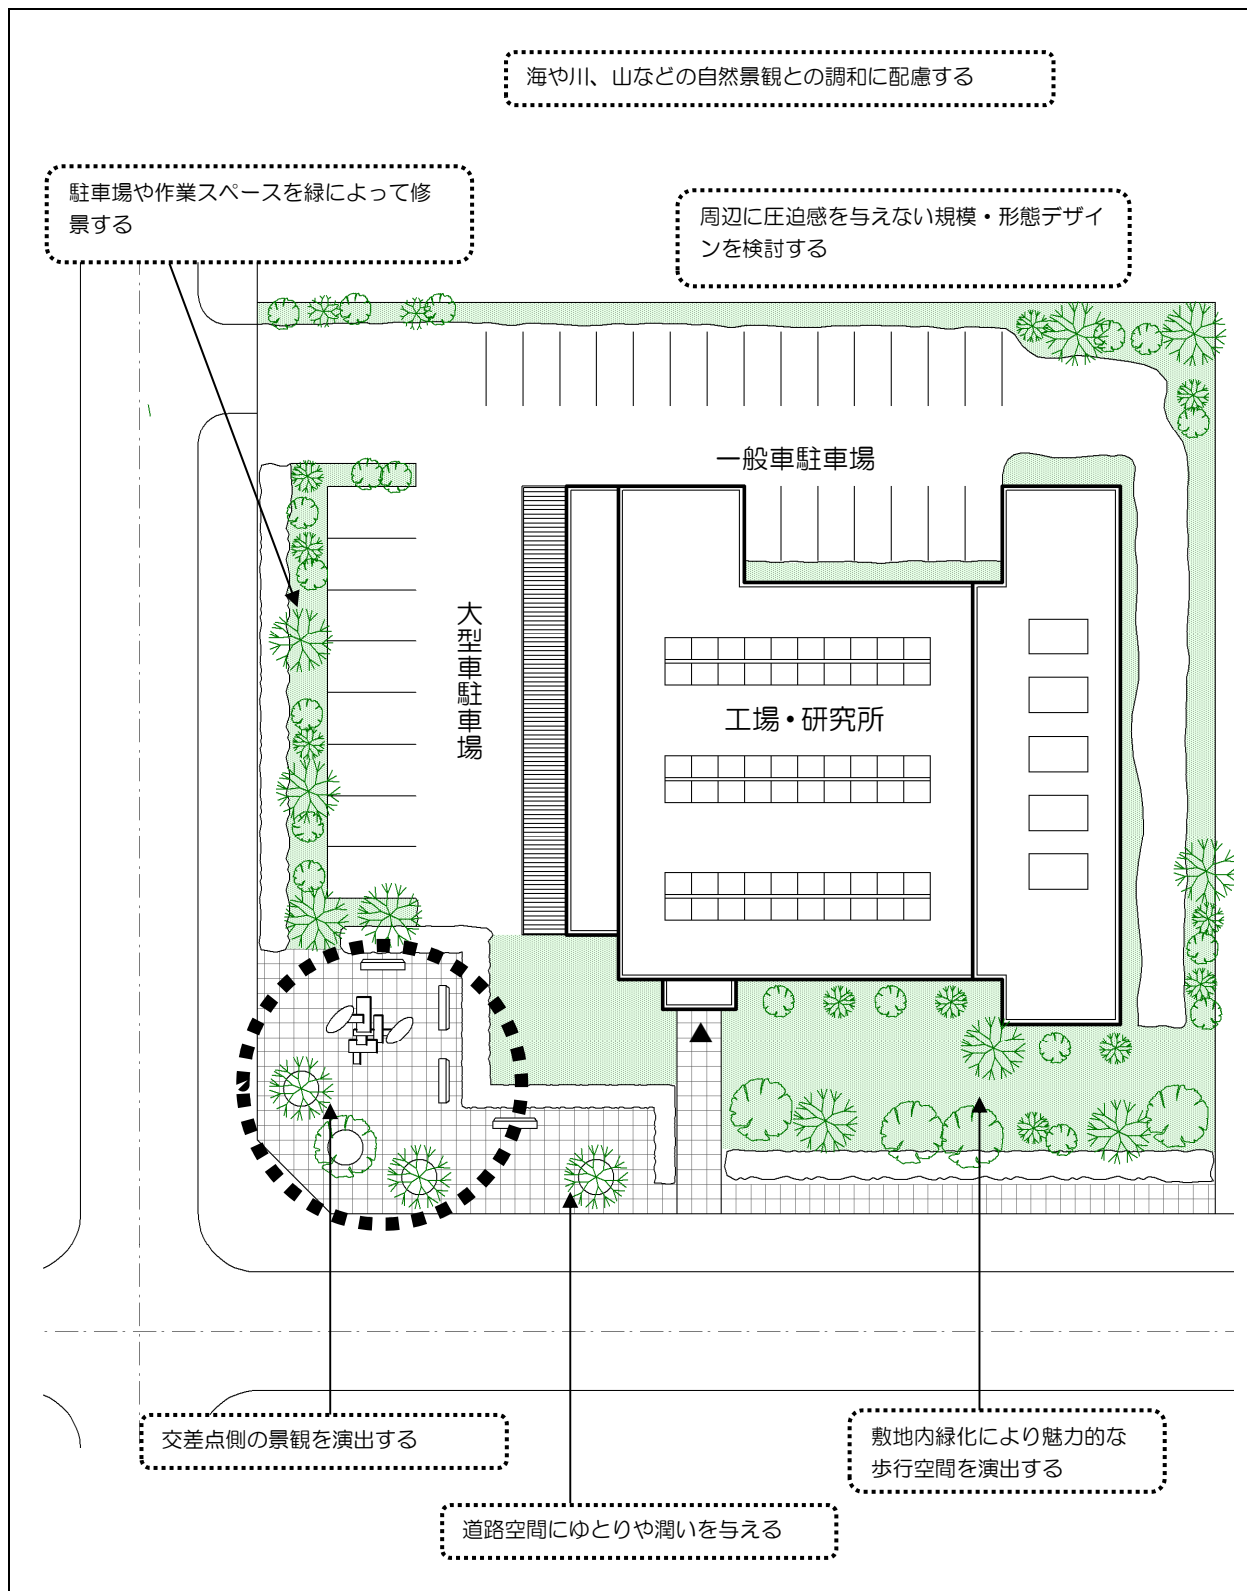 海や川、山などの自然景観との調和に配慮する
駐車場や作業スペースを緑によって修
景する
周辺に圧迫感を与えない規模・形態デザイ
ンを検討する
一般車駐車場
大型車駐車場
工場・研究所
交差点側の景観を演出する
敷地内緑化により魅力的な
歩行空間を演出する
道路空間にゆとりや潤いを与える